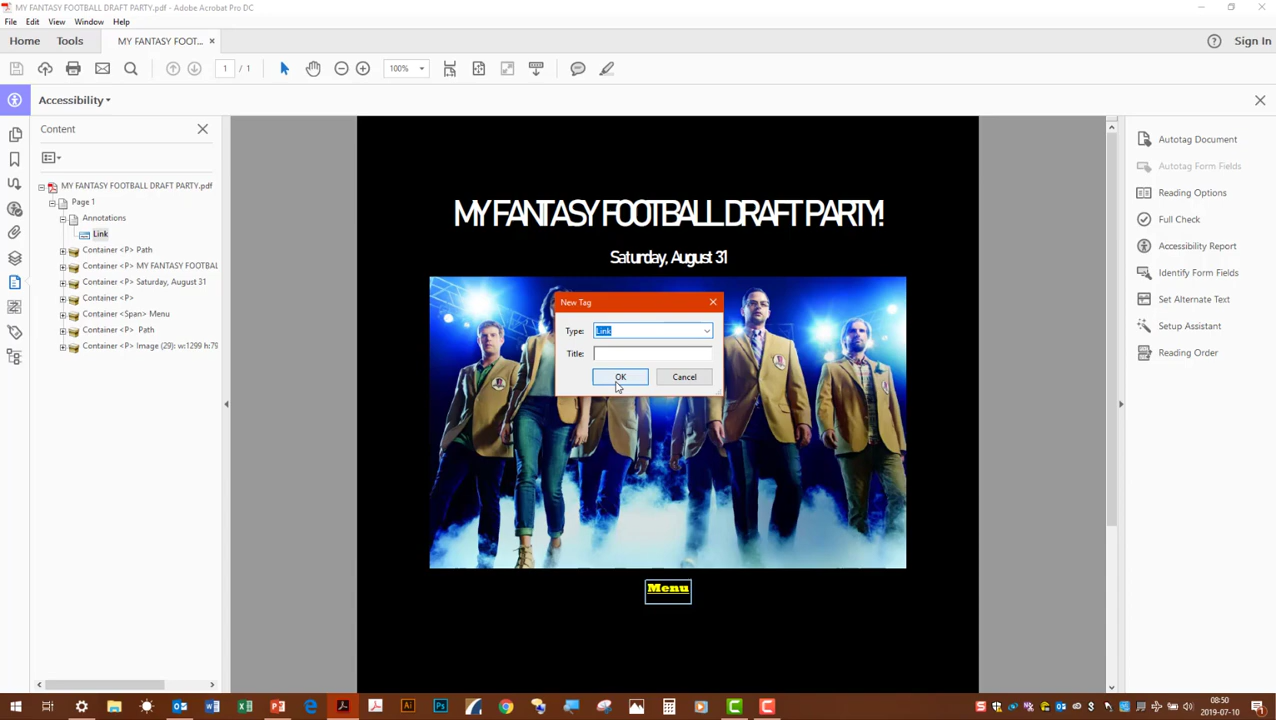 MY FANTASY FOOTBALL DRAFT PARTY.pdf - Adobe Acrobat Pro DC
File Edit View Window Help
Home Tools MY FANTASY FOOT... × Sign In
1 / 1 100%
Accessibility
Content
MY FANTASY FOOTBALL DRAFT PARTY.pdf
Page 1
Annotations
Link
Container <P> Path
Container <P> MY FANTASY FOOTBAL
Container <P> Saturday, August 31
Container <P>
Container <Span> Menu
Container <P> Path
Container <P> Image (29): w:1299 h:79
MY FANTASY FOOTBALL DRAFT PARTY!
Saturday, August 31
New Tag
Type: Link
Title:
OK Cancel
Menu
Autotag Document
Autotag Form Fields
Reading Options
Full Check
Accessibility Report
Identify Form Fields
Set Alternate Text
Setup Assistant
Reading Order
08:50
2019-07-10